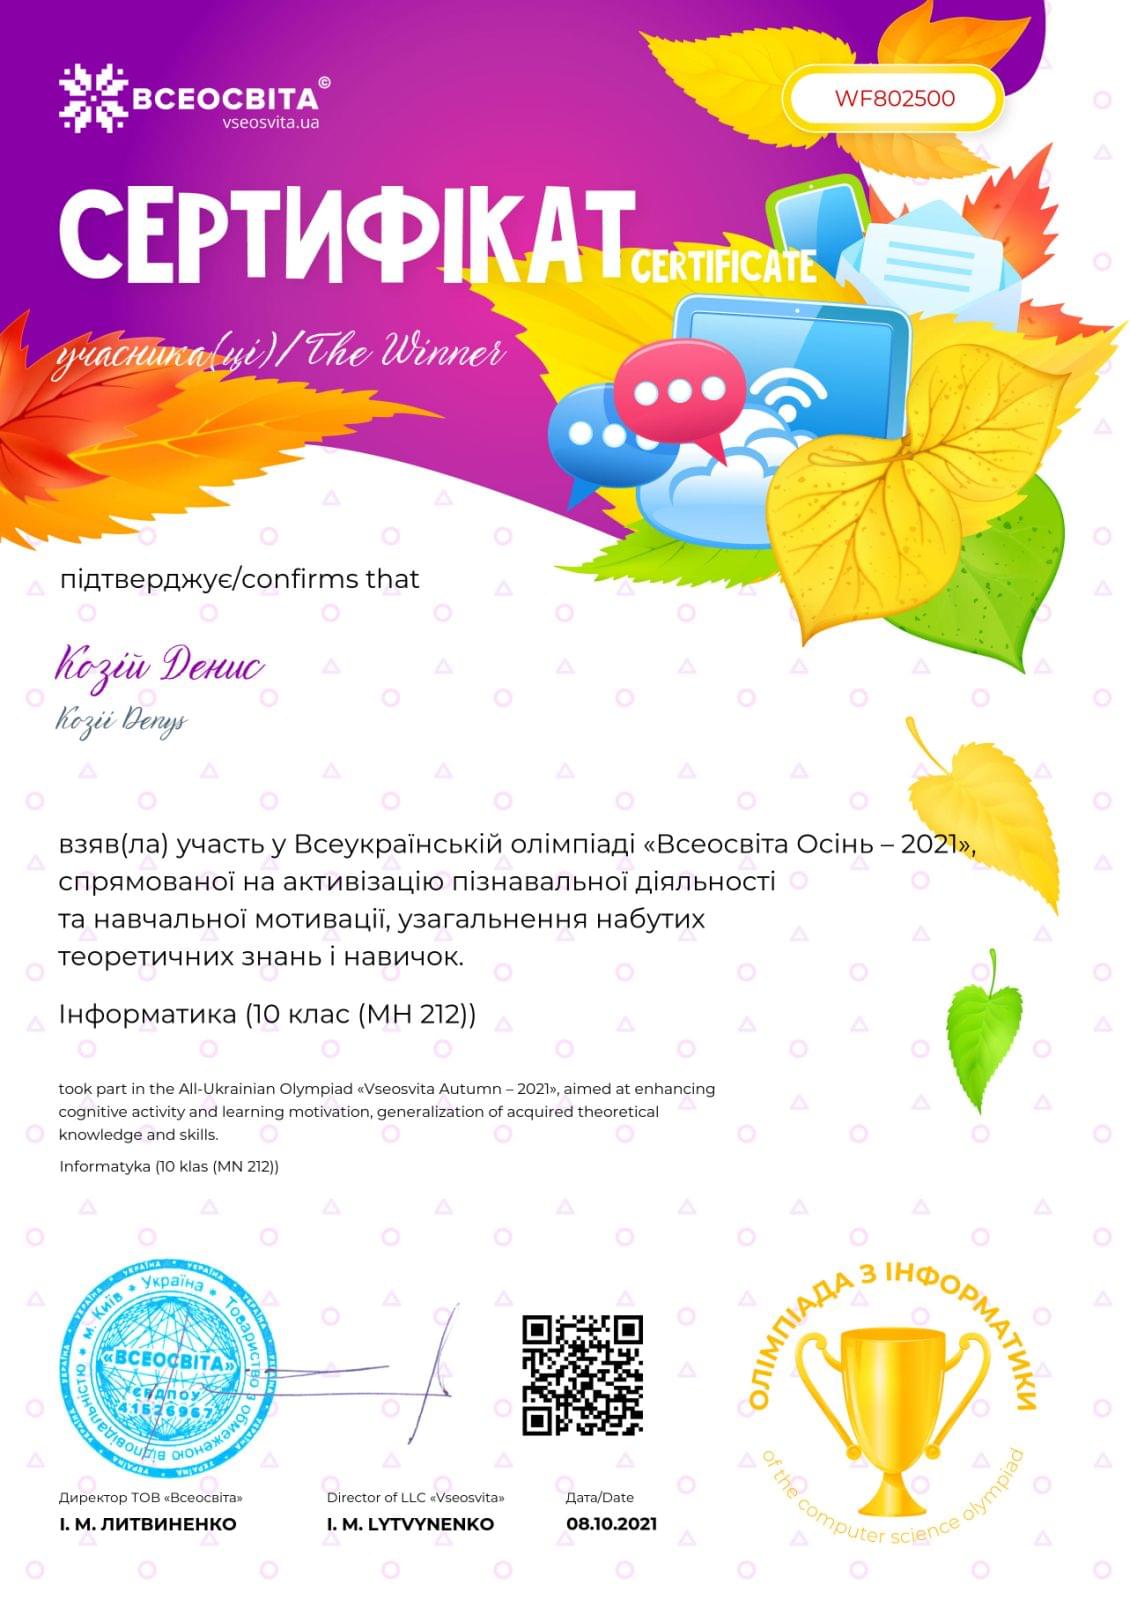 ВСЕОСВІТА©
vseosvita.ua
WF802500
СЕРТИФІКАТ CERTIFICATE
учасника(ці)/The Winner
підтверджує/confirms that
Козій Денис
Kozii Denys
взяв(ла) участь у Всеукраїнській олімпіаді «Всеосвіта Осінь – 2021»,
спрямованої на активізацію пізнавальної діяльності
та навчальної мотивації, узагальнення набутих
теоретичних знань і навичок.
Інформатика (10 клас (МН 212))
took part in the All-Ukrainian Olympiad «Vseosvita Autumn – 2021», aimed at enhancing
cognitive activity and learning motivation, generalization of acquired theoretical
knowledge and skills.
Informatyka (10 klas (MN 212))
УКРАЇНА • УКРАЇНА • УКРАЇНА
м. Київ * Україна * Товариство з обмеженою відповідальністю *
«ВСЕОСВІТА»
ЄРДПОУ
ОЛІМПІАДА З ІНФОРМАТИКИ
of the computer science olympiad
Директор ТОВ «Всеосвіта»
І. М. ЛИТВИНЕНКО
Director of LLC «Vseosvita»
I. M. LYTVYNENKO
Дата/Date
08.10.2021